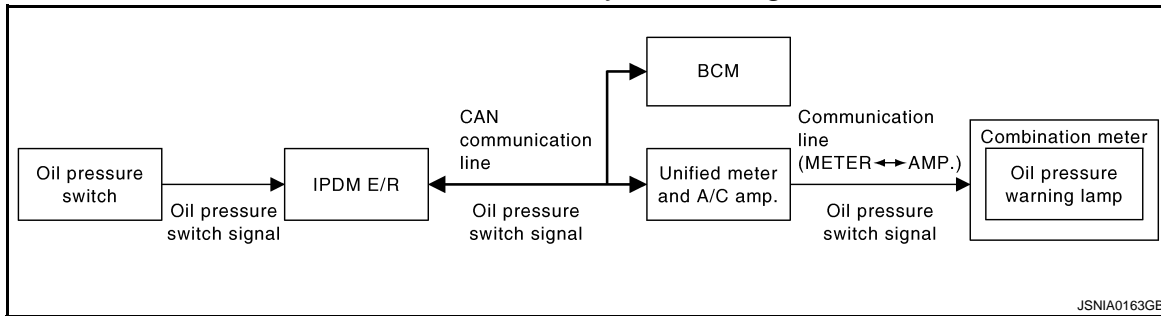 BCM
CAN
communication
line
Communication
line
(METER ↔ AMP.)
Combination meter
Oil pressure
switch
IPDM E/R
Unified meter
and A/C amp.
Oil pressure
warning lamp
Oil pressure
switch signal
Oil pressure
switch signal
Oil pressure
switch signal
JSNIA0163GB